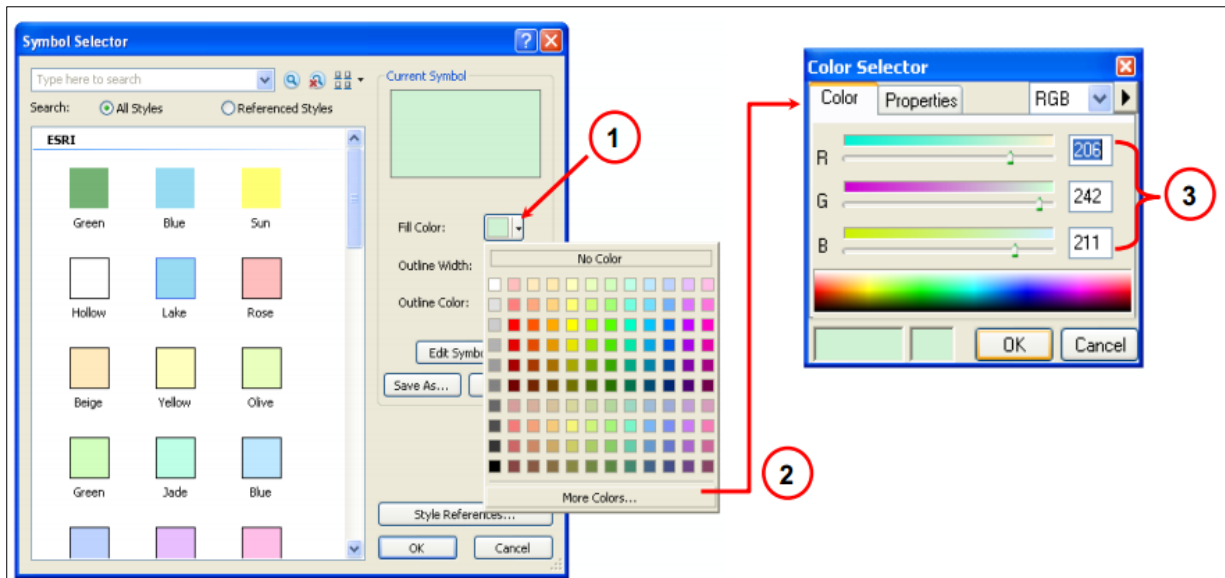 Symbol Selector
Type here to search
Search: All Styles Referenced Styles
ESRI
Green Blue Sun
Hollow Lake Rose
Beige Yellow Olive
Green Jade Blue
Current Symbol
Fill Color:
Outline Width:
Outline Color:
Edit Symbo
Save As...
Style References...
OK Cancel
1
No Color
More Colors...
2
Color Selector
Color Properties RGB
R 206
G 242
B 211
OK Cancel
3